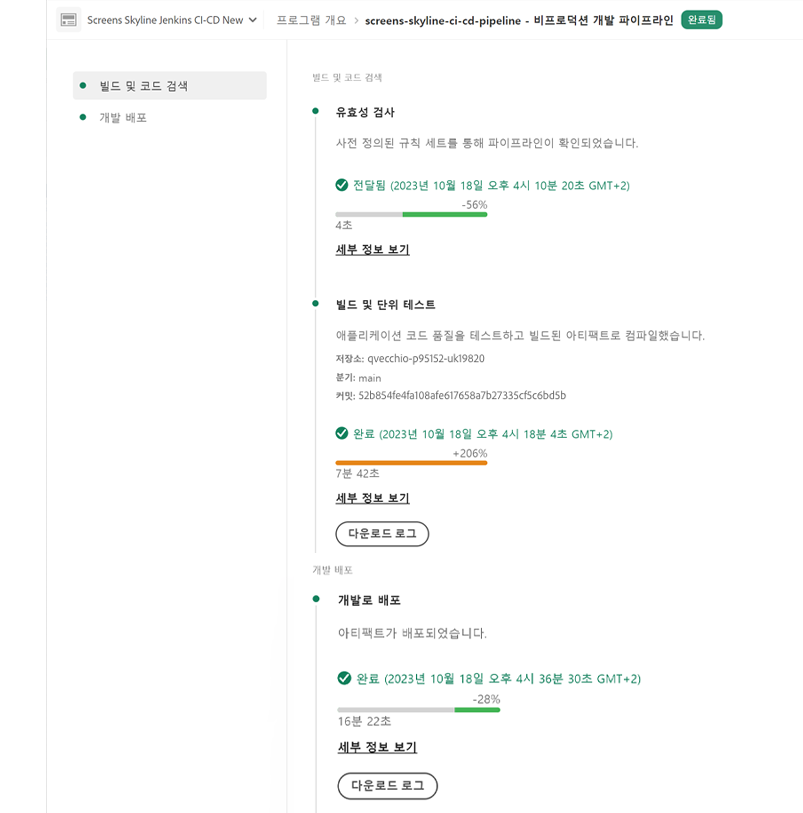 Screens Skyline Jenkins CI-CD New
프로그램 개요 > screens-skyline-ci-cd-pipeline - 비프로덕션 개발 파이프라인 완료됨
빌드 및 코드 검색
개발 배포
빌드 및 코드 검색
유효성 검사
사전 정의된 규칙 세트를 통해 파이프라인이 확인되었습니다.
전달됨 (2023년 10월 18일 오후 4시 10분 20초 GMT+2)
-56%
4초
세부 정보 보기
빌드 및 단위 테스트
애플리케이션 코드 품질을 테스트하고 빌드된 아티팩트로 컴파일했습니다.
저장소: qvecchio-p95152-uk19820
분기: main
커밋: 52b854fe4fa108afe617658a7b27335cf5c6bd5b
완료 (2023년 10월 18일 오후 4시 18분 4초 GMT+2)
+206%
7분 42초
세부 정보 보기
다운로드 로그
개발 배포
개발로 배포
아티팩트가 배포되었습니다.
완료 (2023년 10월 18일 오후 4시 36분 30초 GMT+2)
-28%
16분 22초
세부 정보 보기
다운로드 로그